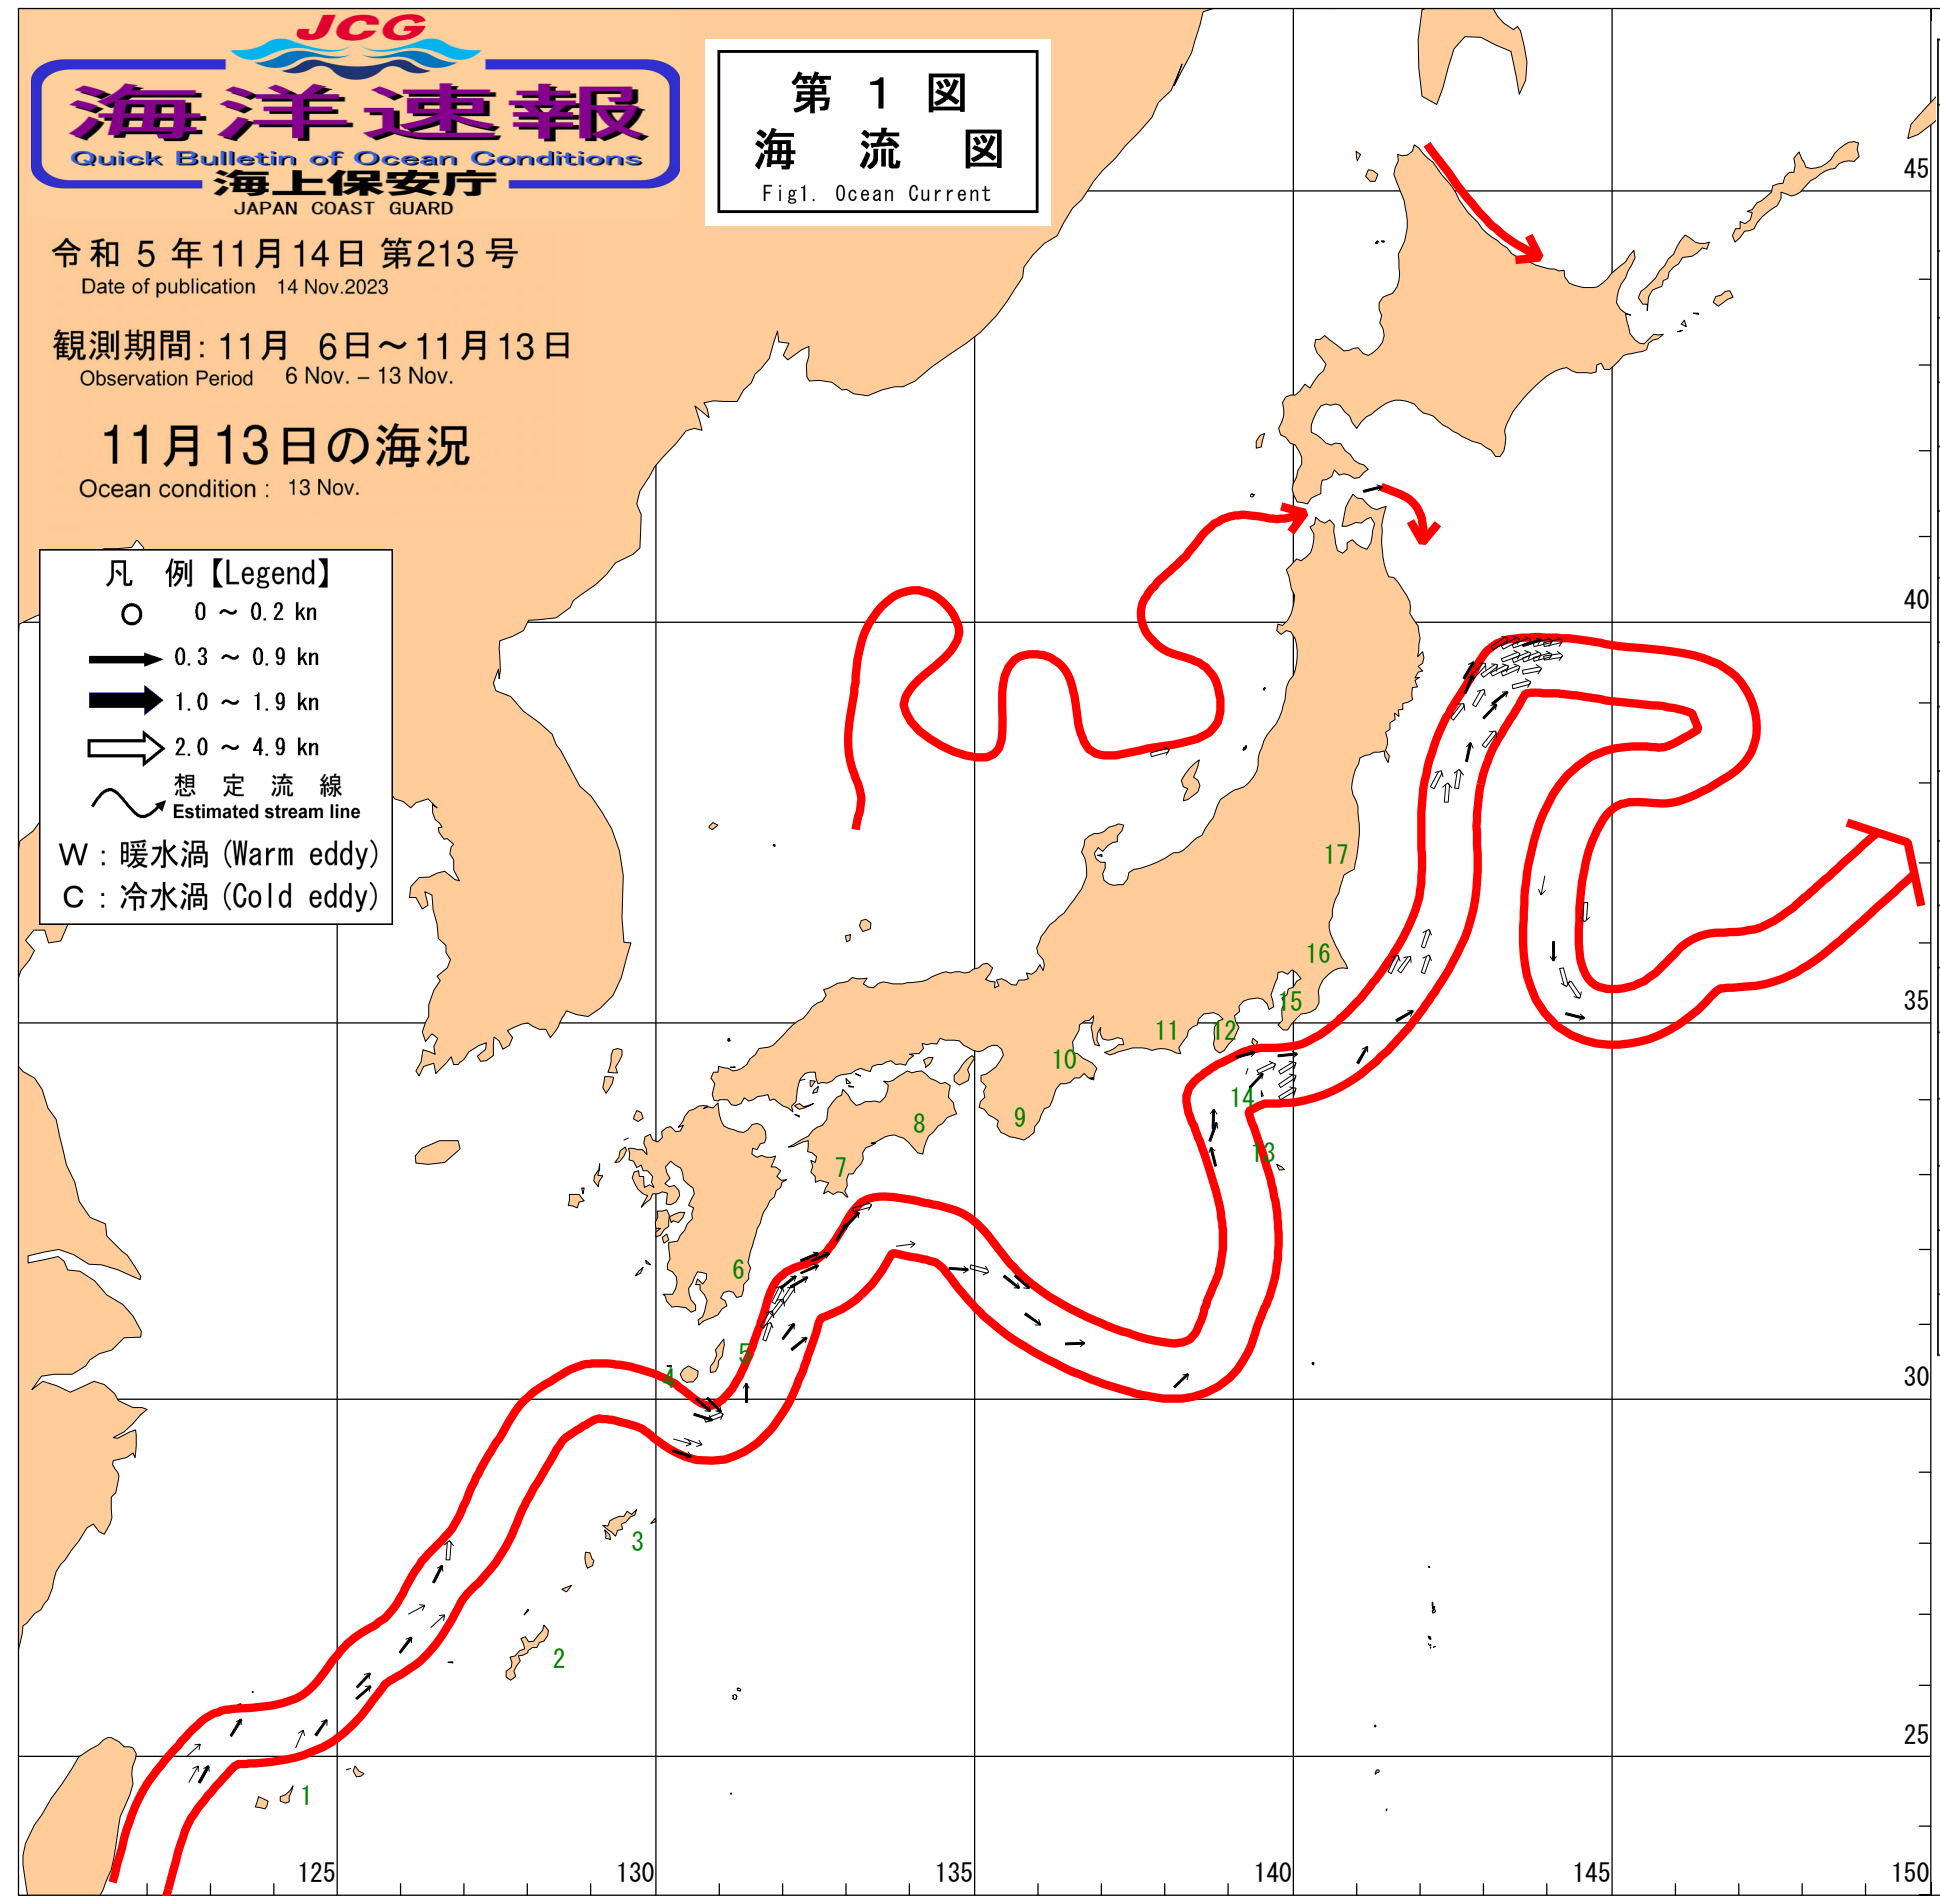 JCG
海洋速報
Quick Bulletin of Ocean Conditions
海上保安庁
JAPAN COAST GUARD
令和 5 年11月14日 第213号
Date of publication 14 Nov.2023
観測期間: 11月 6日～11月13日
Observation Period 6 Nov. – 13 Nov.
11月13日の海況
Ocean condition : 13 Nov.
第 1 図
海 流 図
Fig1. Ocean Current
凡 例【Legend】
0 ～ 0.2 kn
0.3 ～ 0.9 kn
1.0 ～ 1.9 kn
2.0 ～ 4.9 kn
想 定 流 線
Estimated stream line
W : 暖水渦 (Warm eddy)
C : 冷水渦 (Cold eddy)
45
40
35
30
25
17
16
15
14
13
12
11
10
9
8
7
6
5
4
3
2
1
125
130
135
140
145
150